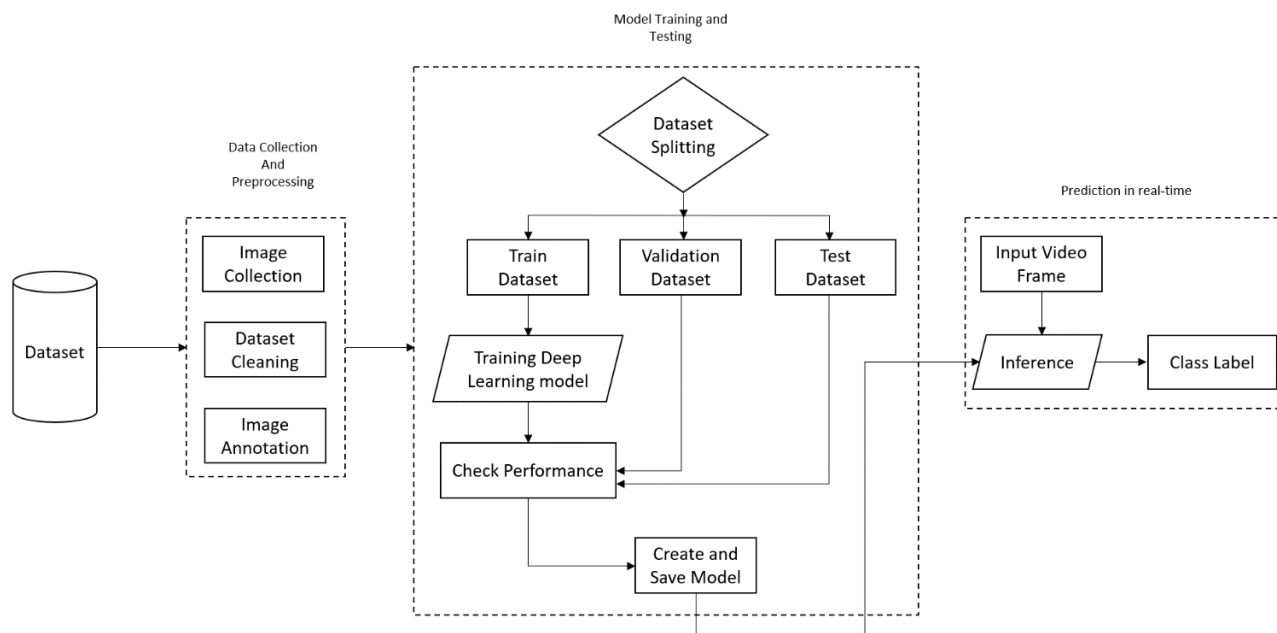 Model Training and
Testing
Data Collection
And
Preprocessing
Prediction in real-time
Dataset
Image
Collection
Dataset
Cleaning
Image
Annotation
Dataset
Splitting
Train
Dataset
Validation
Dataset
Test
Dataset
Training Deep
Learning model
Check Performance
Create and
Save Model
Input Video
Frame
Inference
Class Label